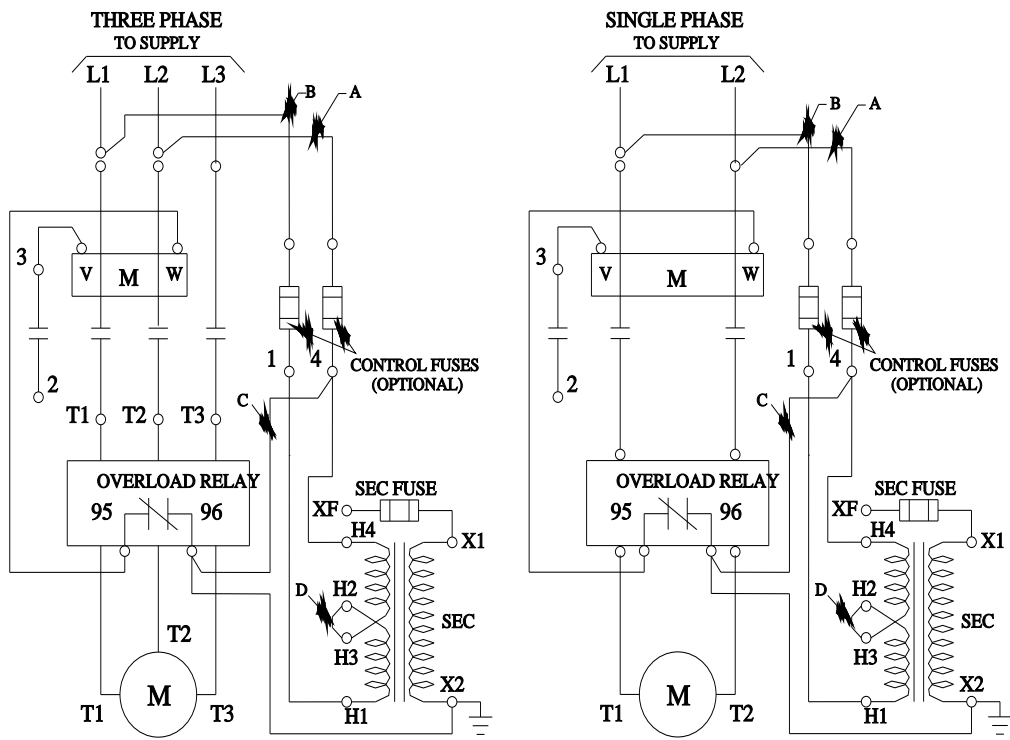 THREE PHASE
TO SUPPLY
L1 L2 L3
B A
3
V M W
2
1 4
CONTROL FUSES
(OPTIONAL)
C
T1 T2 T3
OVERLOAD RELAY
95 96
SEC FUSE
XF
H4 X1
D H2
H3
SEC
T2
M
T1 T3
X2
H1
SINGLE PHASE
TO SUPPLY
L1 L2
B A
3
V M W
2
1 4
CONTROL FUSES
(OPTIONAL)
C
OVERLOAD RELAY
95 96
SEC FUSE
XF
H4 X1
D H2
H3
SEC
M
T1 T2
X2
H1